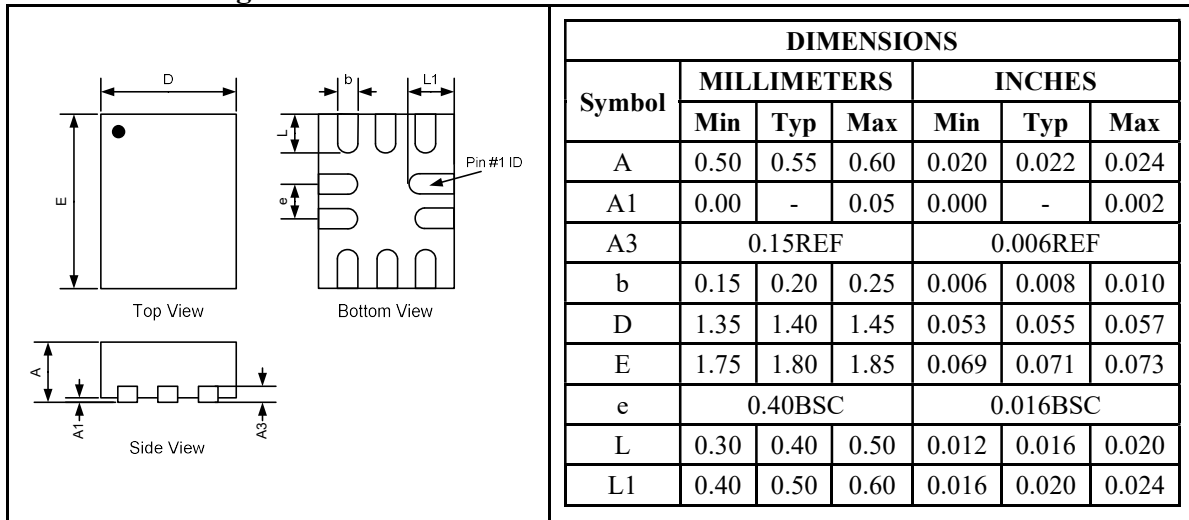 D
E
Top View
b
L1
L
e
Pin #1 ID
Bottom View
A
A1
A3
Side View
DIMENSIONS
Symbol MILLIMETERS INCHES
Min Typ Max Min Typ Max
A 0.50 0.55 0.60 0.020 0.022 0.024
A1 0.00 - 0.05 0.000 - 0.002
A3 0.15REF 0.006REF
b 0.15 0.20 0.25 0.006 0.008 0.010
D 1.35 1.40 1.45 0.053 0.055 0.057
E 1.75 1.80 1.85 0.069 0.071 0.073
e 0.40BSC 0.016BSC
L 0.30 0.40 0.50 0.012 0.016 0.020
L1 0.40 0.50 0.60 0.016 0.020 0.024